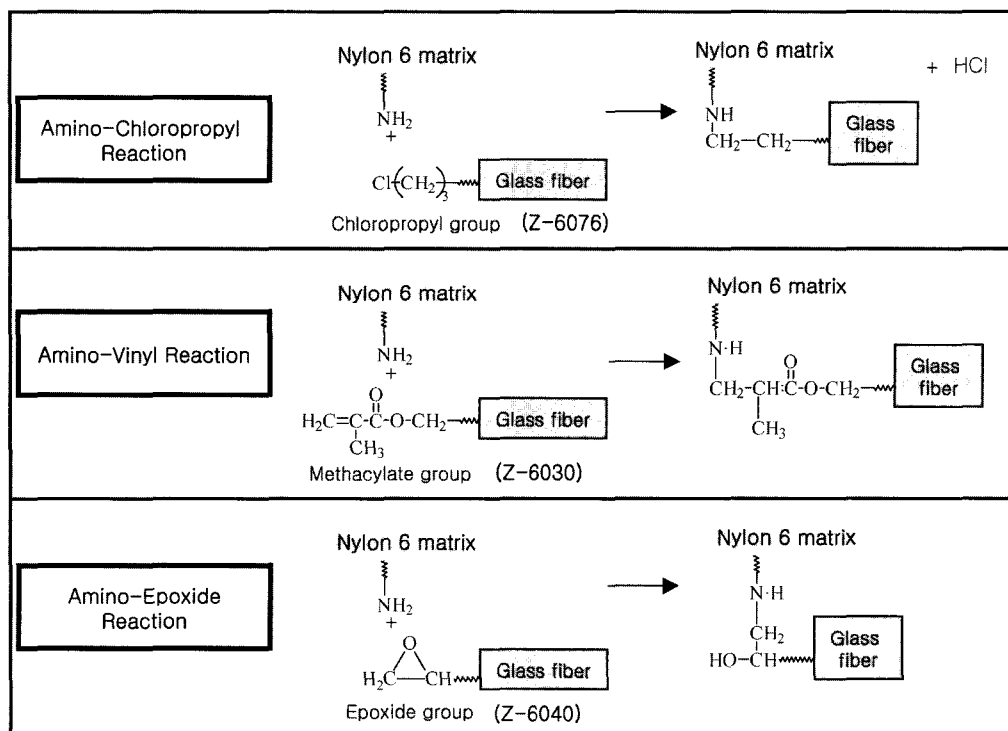 Amino-Chloropropyl
Reaction
Nylon 6 matrix
NH2
+
Cl(CH2)3
Glass fiber
Chloropropyl group (Z-6076)
Nylon 6 matrix
+ HCl
NH
CH2-CH2
Glass
fiber
Amino-Vinyl Reaction
Nylon 6 matrix
NH2
+
O
H2C=C-C-O-CH2
CH3
Glass fiber
Methacylate group (Z-6030)
Nylon 6 matrix
N·H
O
CH2-CH·C-O-CH2
CH3
Glass
fiber
Amino-Epoxide
Reaction
Nylon 6 matrix
NH2
+
O
H2C-CH
Glass fiber
Epoxide group (Z-6040)
Nylon 6 matrix
N·H
CH2
HO-CH
Glass
fiber